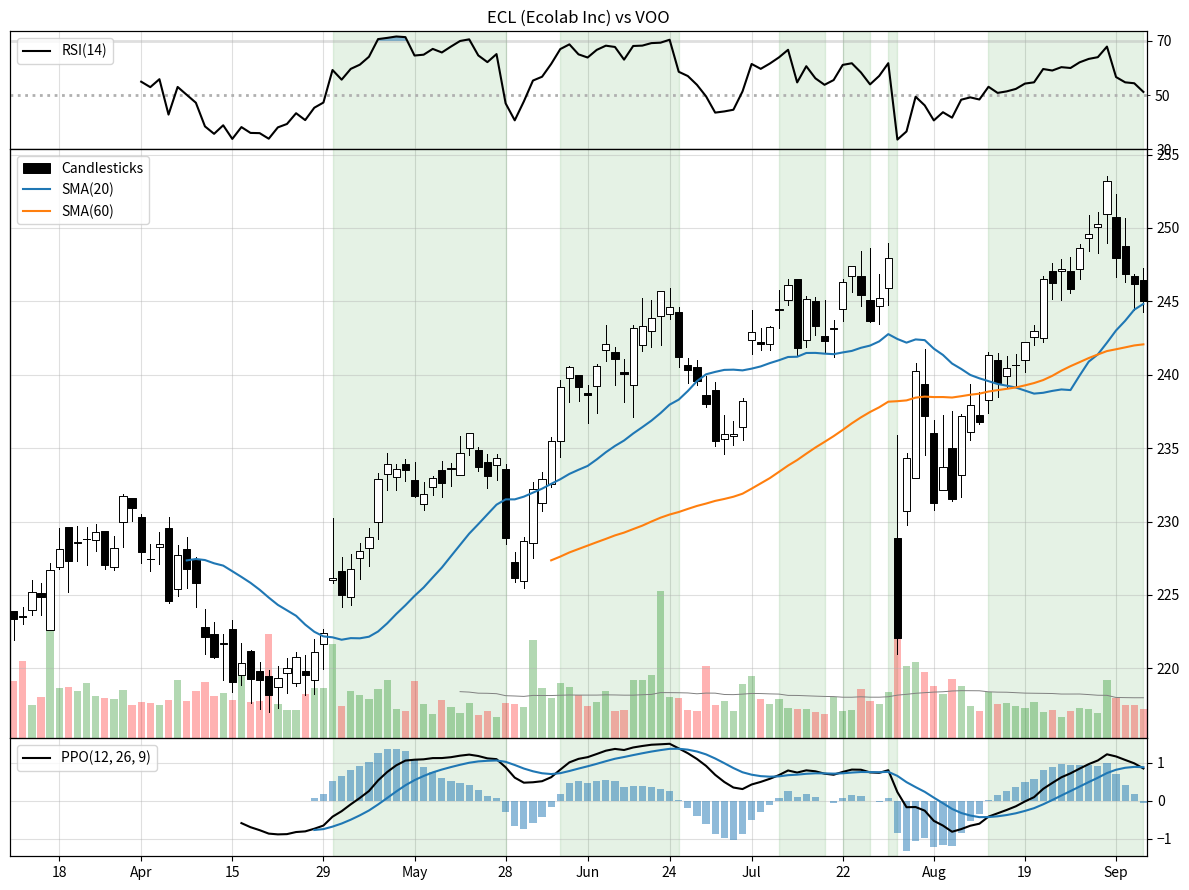 ECL (Ecolab Inc) vs VOO
RSI(14)
70
50
30
Candlesticks
SMA(20)
SMA(60)
255
250
245
240
235
230
225
220
PPO(12, 26, 9)
1
0
−1
18 Apr 15 29 May 28 Jun 24 Jul 22 Aug 19 Sep